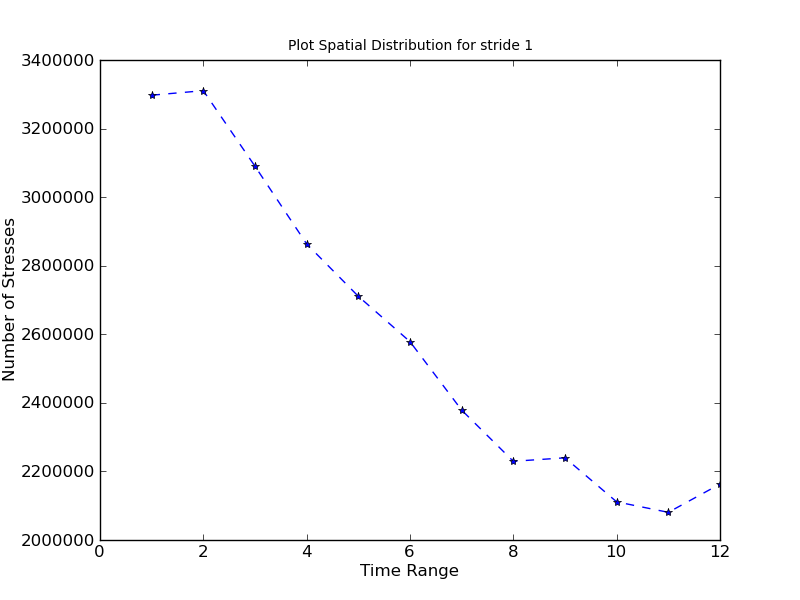 Plot Spatial Distribution for stride 1
3400000
3200000
3000000
2800000
2600000
2400000
2200000
2000000
Number of Stresses
0 2 4 6 8 10 12
Time Range